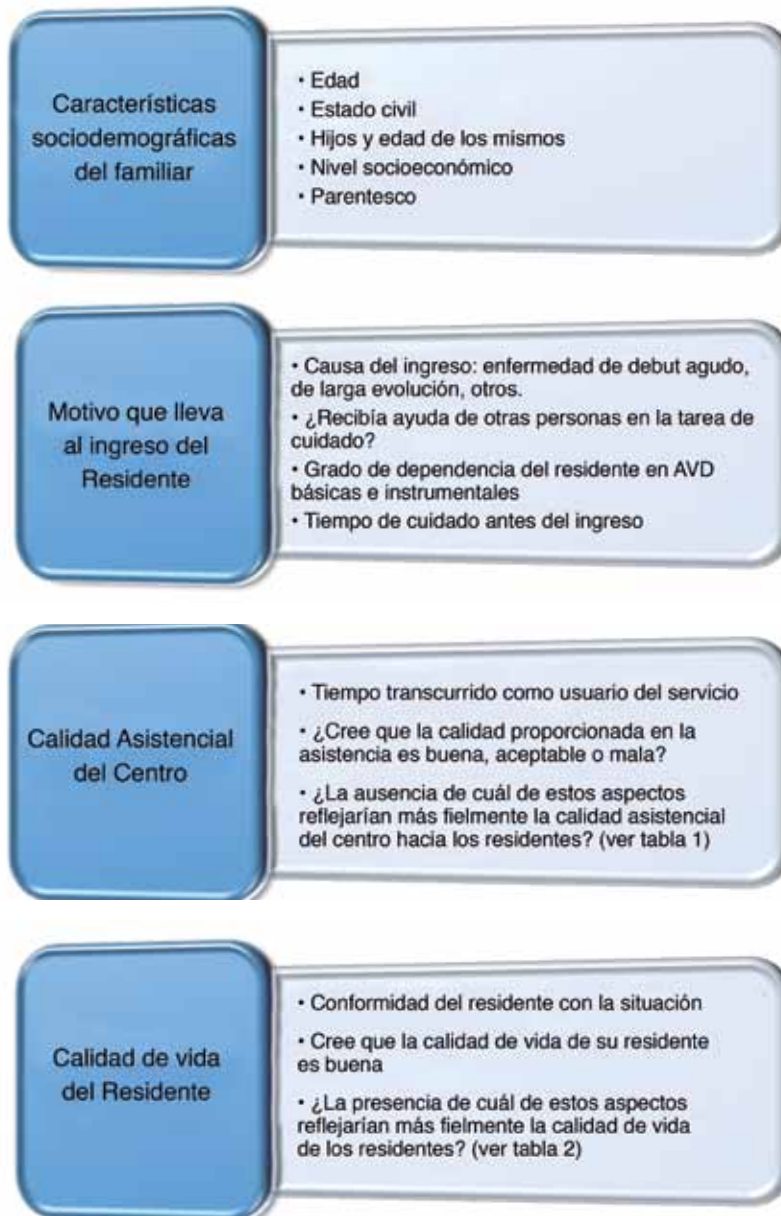 Características
sociodemográficas
del familiar
• Edad
• Estado civil
• Hijos y edad de los mismos
• Nivel socioeconómico
• Parentesco
Motivo que lleva
al ingreso del
Residente
• Causa del ingreso: enfermedad de debut agudo,
de larga evolución, otros.
• ¿Recibía ayuda de otras personas en la tarea de
cuidado?
• Grado de dependencia del residente en AVD
básicas e instrumentales
• Tiempo de cuidado antes del ingreso
Calidad Asistencial
del Centro
• Tiempo transcurrido como usuario del servicio
• ¿Cree que la calidad proporcionada en la
asistencia es buena, aceptable o mala?
• ¿La ausencia de cuál de estos aspectos
reflejarían más fielmente la calidad asistencial
del centro hacia los residentes? (ver tabla 1)
Calidad de vida
del Residente
• Conformidad del residente con la situación
• Cree que la calidad de vida de su residente
es buena
• ¿La presencia de cuál de estos aspectos
reflejarían más fielmente la calidad de vida
de los residentes? (ver tabla 2)